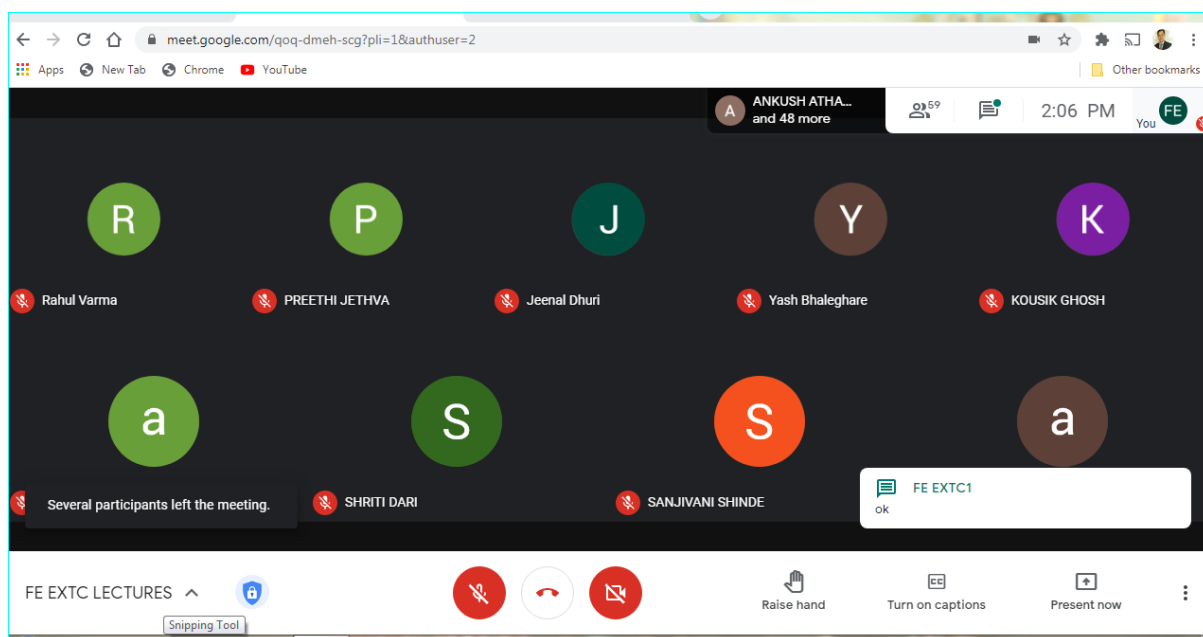 meet.google.com/qoq-dmeh-scg?pli=1&authuser=2
Apps New Tab Chrome YouTube Other bookmarks
A ANKUSH ATHA...
and 48 more
59 2:06 PM You FE
R P J Y K
Rahul Varma PREETHI JETHVA Jeenal Dhuri Yash Bhaleghare KOUSIK GHOSH
a S S a
Several participants left the meeting. SHRITI DARI SANJIVANI SHINDE
FE EXTC1
ok
FE EXTC LECTURES
Snipping Tool
Raise hand CC Turn on captions Present now